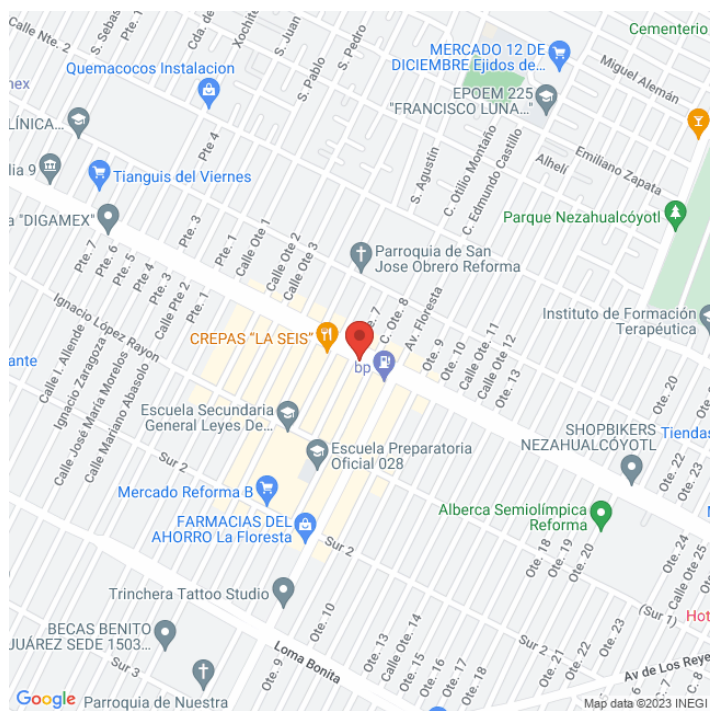 Cementerio
Calle Nte. 2
S. Sebas
Pte. 1
Cda. de
Xochite
S. Juan
S. Pablo
S. Pedro
MERCADO 12 DE
DICIEMBRE Ejidos de...
Quemacocos Instalacion
Miguel Alemán
mex
EPOEM 225
"FRANCISCO LUNA...”
LÍNICA...
Pte 4
S. Agustín
C. Otilio Montaño
C. Edmundo Castillo
Alhelí
Emiliano Zapata
lia 9
Tianguis del Viernes
a "DIGAMEX"
Parque Nezahualcóyotl
Pte. 7
Pte. 6
Pte. 5
Pte 4
Pte. 3
Calle Pte 2
Pte. 1
Pte. 3
Pte. 1
Calle Ote 1
Calle Ote 2
Calle Ote 3
Parroquia de San
Jose Obrero Reforma
Instituto de Formación
Terapéutica
Ignacio López Rayon
CREPAS “LA SEIS”
te. 7
C. Ote. 8
Av. Floresta
bp
Ote. 9
Ote. 10
Calle Ote. 11
Calle Ote 12
Ote. 13
ante
Calle I. Allende
Ignacio Zaragoza
Calle José María Morelos
Calle Mariano Abasolo
Ote. 20
Escuela Secundaria
General Leyes De...
SHOPBIKERS
NEZAHUALCÓYOTL
Tiendas
Escuela Preparatoria
Oficial 028
Sur 2
Ote. 22
Ote. 23
Mercado Reforma B
Alberca Semiolímpica
Reforma
FARMACIAS DEL
AHORRO La Floresta
Sur 2
Ote. 18
Ote. 19
Ote. 20
Ote. 24
Calle Ote 25
Trinchera Tattoo Studio
(Sur 1)
Hot
BECAS BENITO
JUÁREZ SEDE 1503...
Ote. 10
Ote. 9
Loma Bonita
Ote. 13
Calle Ote. 14
Ote. 15
Ote. 16
Ote. 17
Ote. 18
Sur 2
Ote. 22
Ote. 23
Sur 3
Av de Los Reye
C. 8
Parroquia de Nuestra
Google
Map data ©2023 INEGI